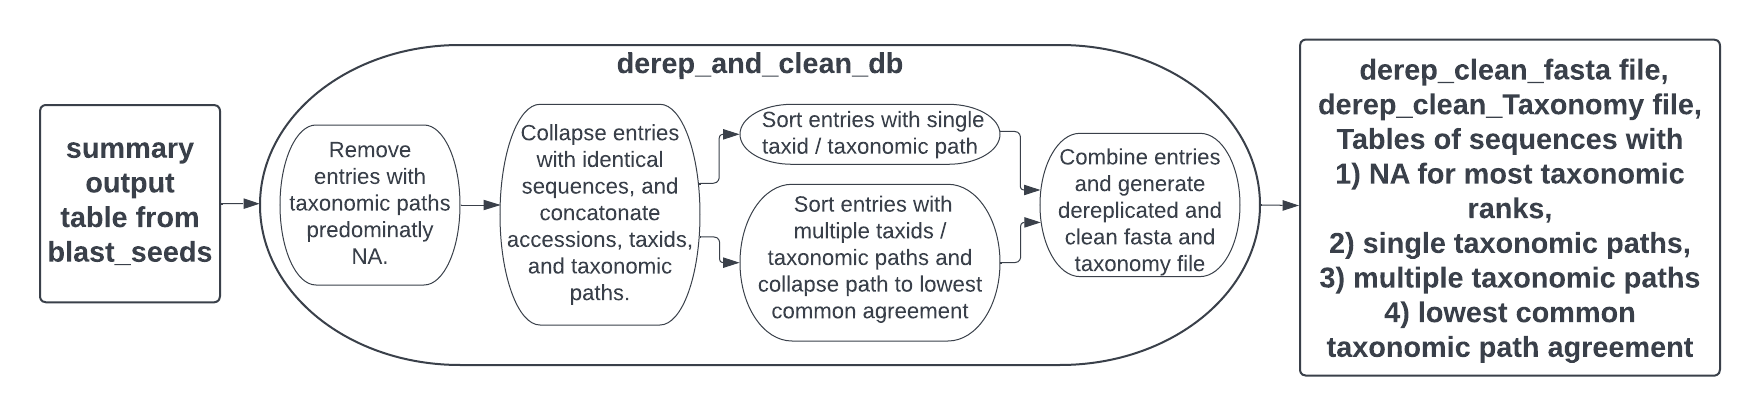 derep_and_clean_db
summary
output
table from
blast_seeds
Remove
entries with
taxonomic paths
predominatly
NA.
Collapse entries
with identical
sequences, and
concatonate
accessions, taxids,
and taxonomic
paths.
Sort entries with single
taxid / taxonomic path
Sort entries with
multiple taxids /
taxonomic paths and
collapse path to lowest
common agreement
Combine entries
and generate
dereplicated and
clean fasta and
taxonomy file
derep_clean_fasta file,
derep_clean_Taxonomy file,
Tables of sequences with
1) NA for most taxonomic
ranks,
2) single taxonomic paths,
3) multiple taxonomic paths
4) lowest common
taxonomic path agreement